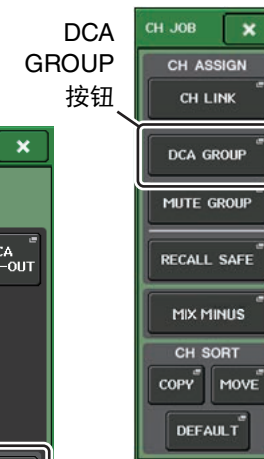 DCA
GROUP
按钮
CH JOB
CH ASSIGN
CH LINK
DCA GROUP
MUTE GROUP
RECALL SAFE
MIX MINUS
CH SORT
COPY
MOVE
DEFAULT
-OUT